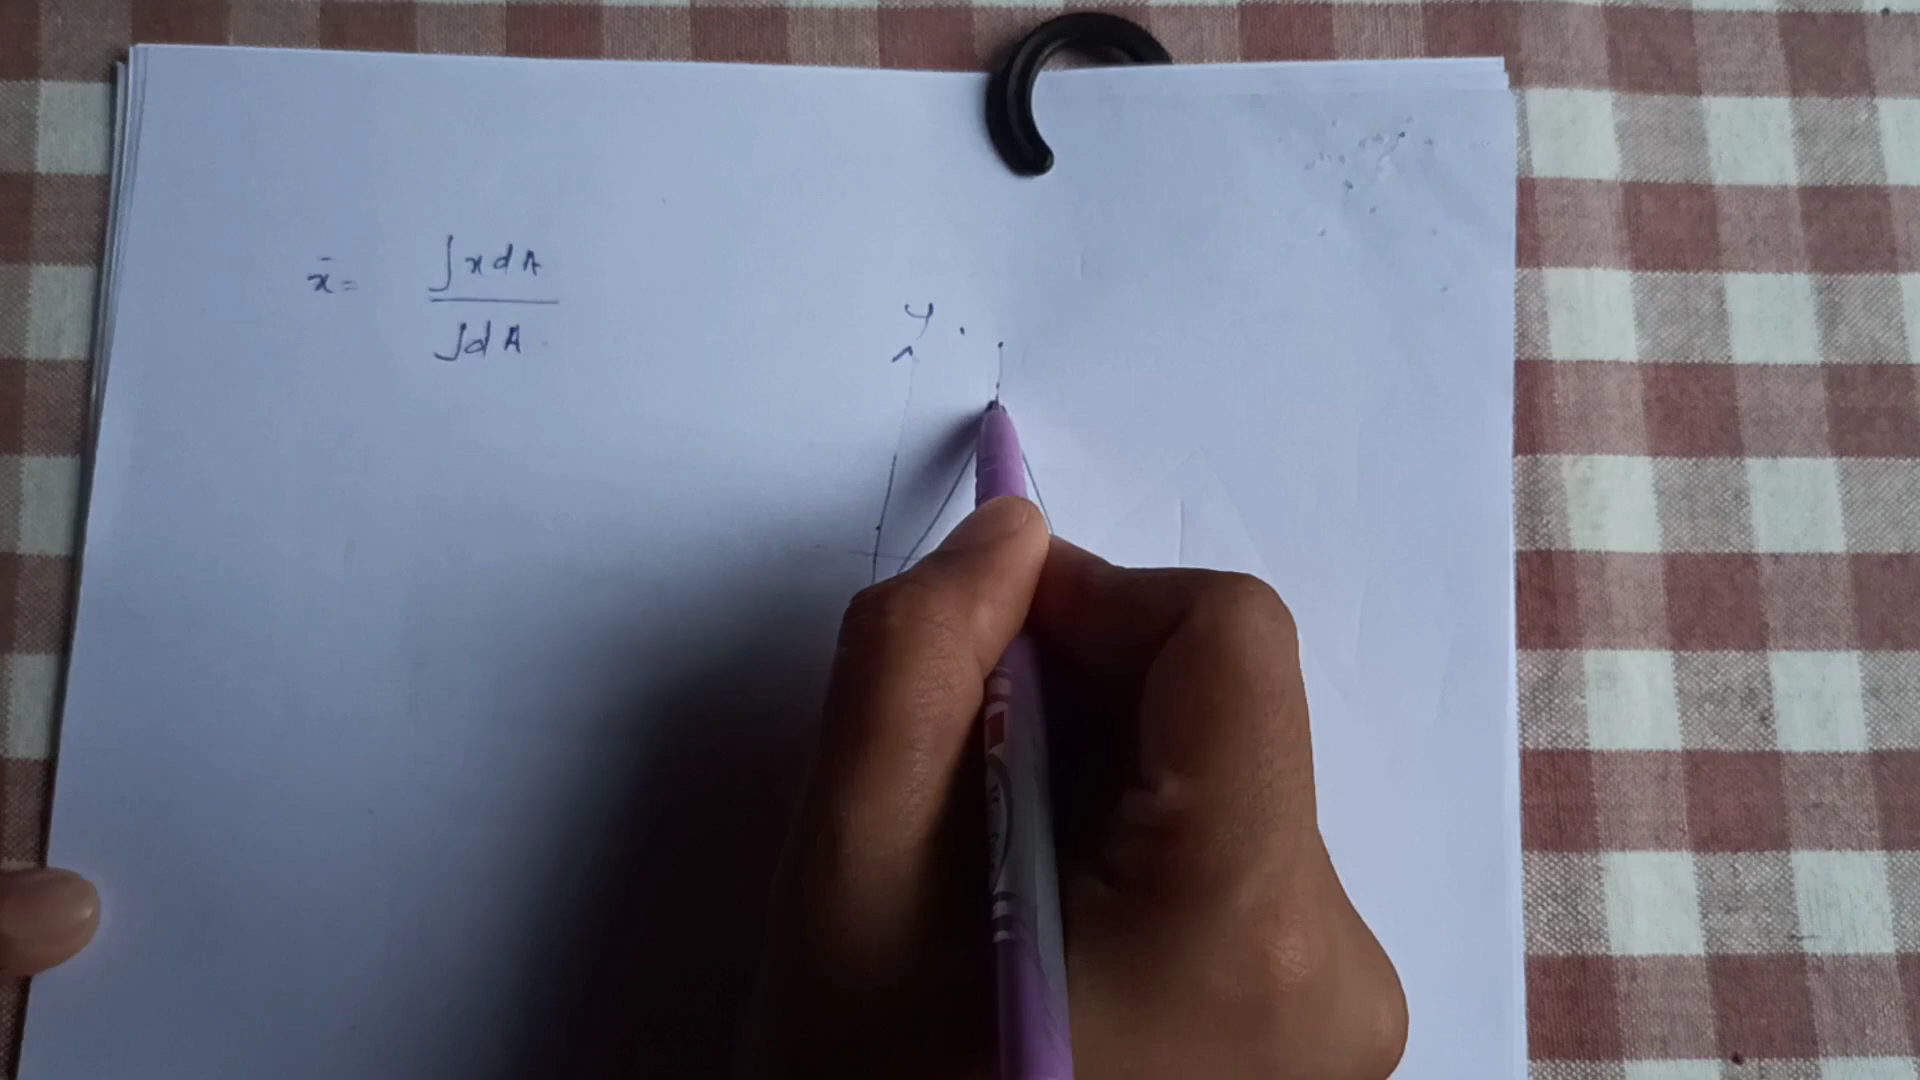 x̄ = ∫x dA / ∫dA
y